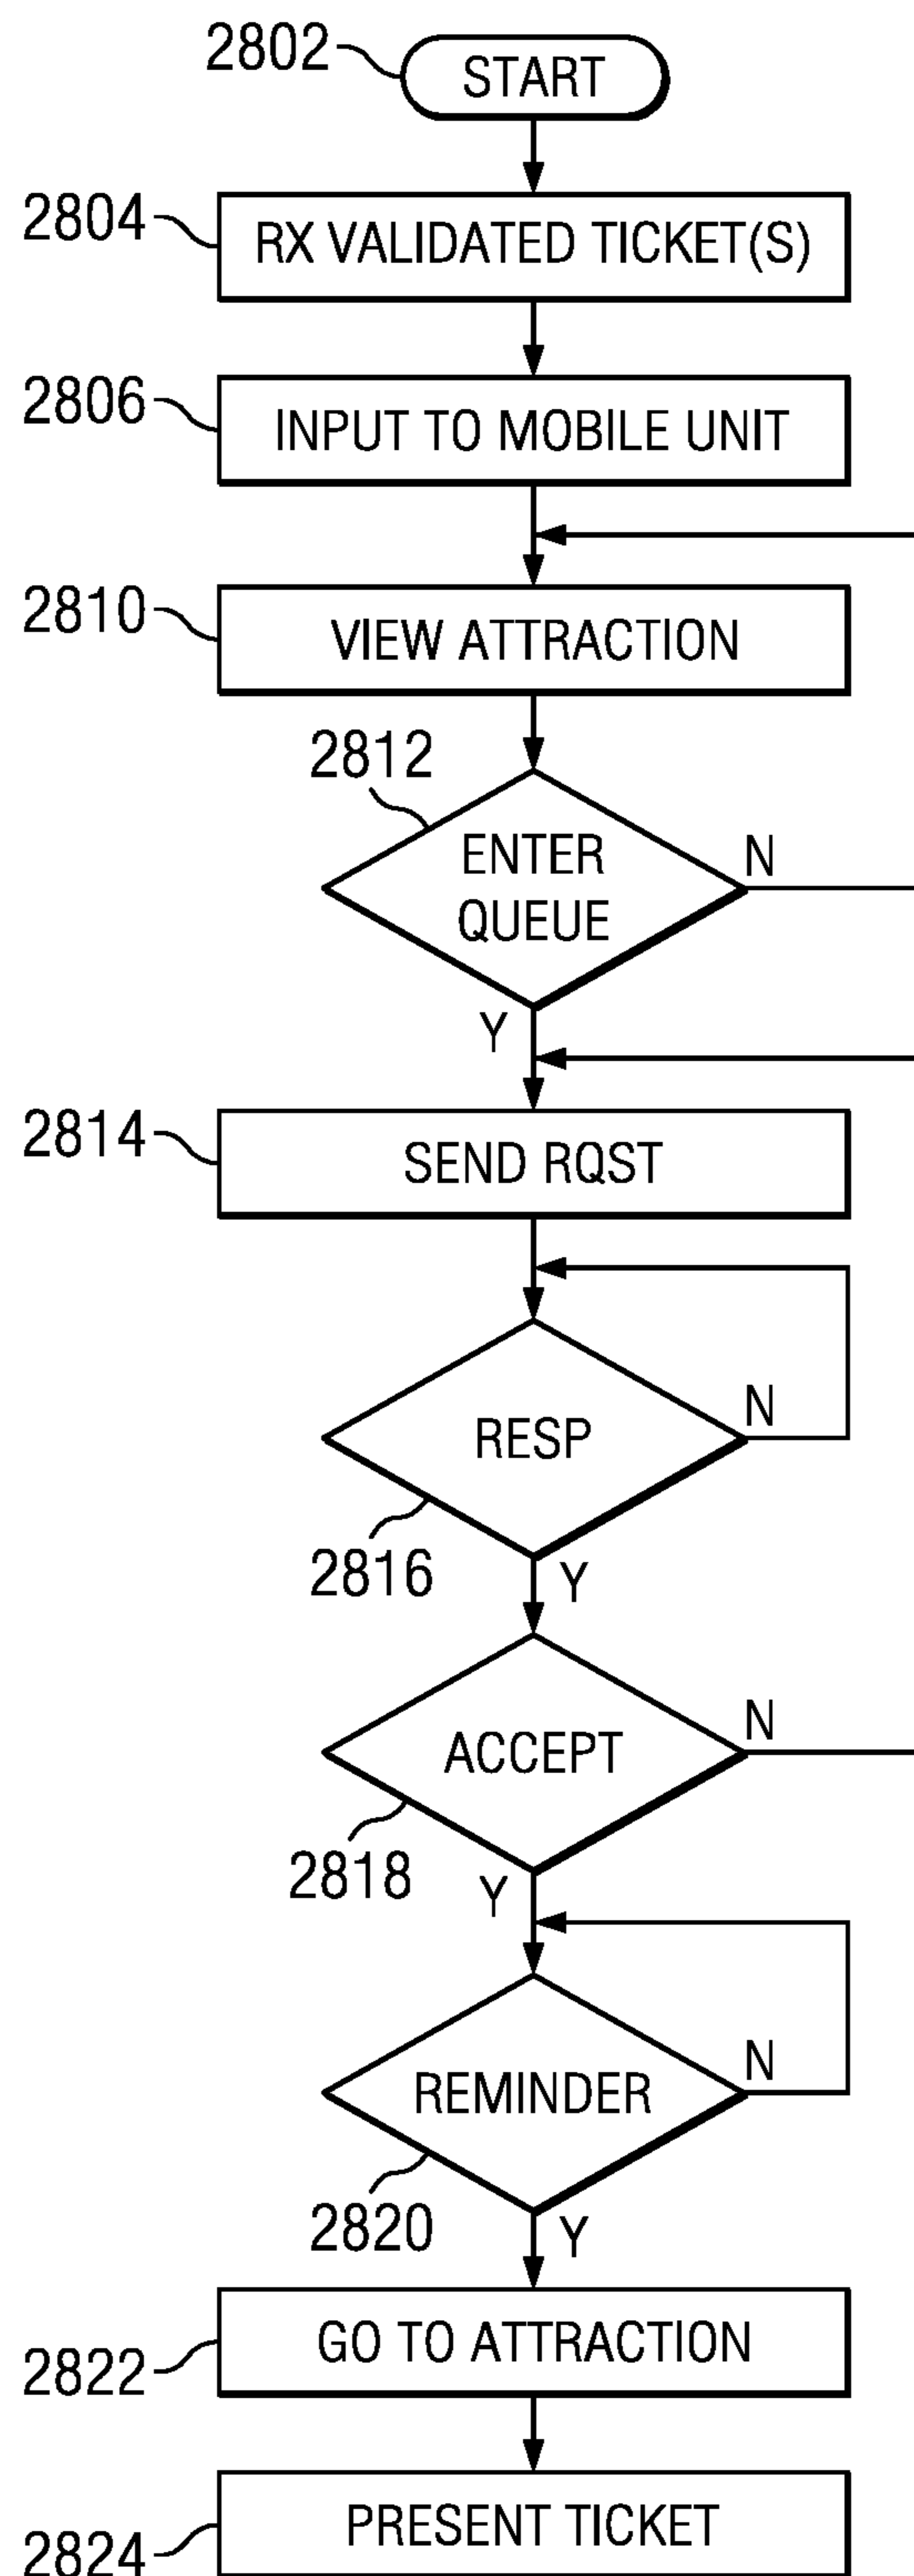 2802
START
2804
RX VALIDATED TICKET(S)
2806
INPUT TO MOBILE UNIT
2810
VIEW ATTRACTION
2812
ENTER
QUEUE
N
Y
2814
SEND RQST
RESP
N
2816
Y
ACCEPT
N
2818
Y
REMINDER
N
2820
Y
GO TO ATTRACTION
2822
PRESENT TICKET
2824